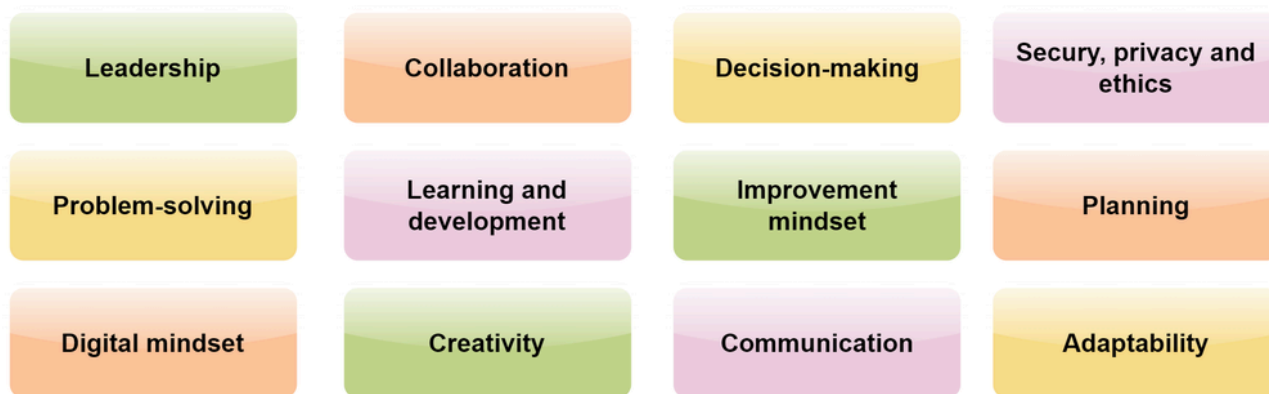 Leadership
Collaboration
Decision-making
Secury, privacy and
ethics
Problem-solving
Learning and
development
Improvement
mindset
Planning
Digital mindset
Creativity
Communication
Adaptability